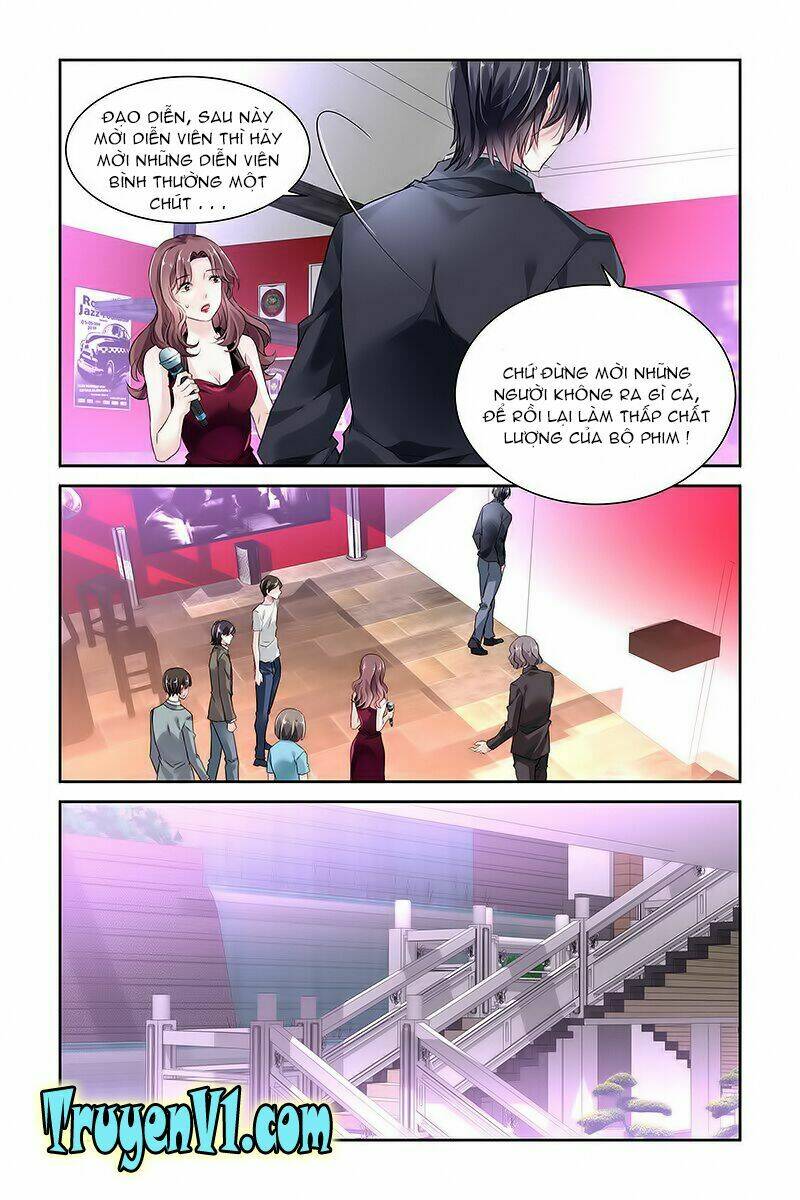 ĐẠO DIỄN, SAU NÀY
MỜI DIỄN VIÊN THÌ HÃY
MỜI NHỮNG DIỄN VIÊN
BÌNH THƯỜNG MỘT
CHÚT . . .
CHỨ ĐỪNG MỜI NHỮNG
NGƯỜI KHÔNG RA GÌ CẢ,
ĐỂ RỒI LẠI LÀM THẤP CHẤT
LƯỢNG CỦA BỘ PHIM !
Jazz
TruyenV1.com